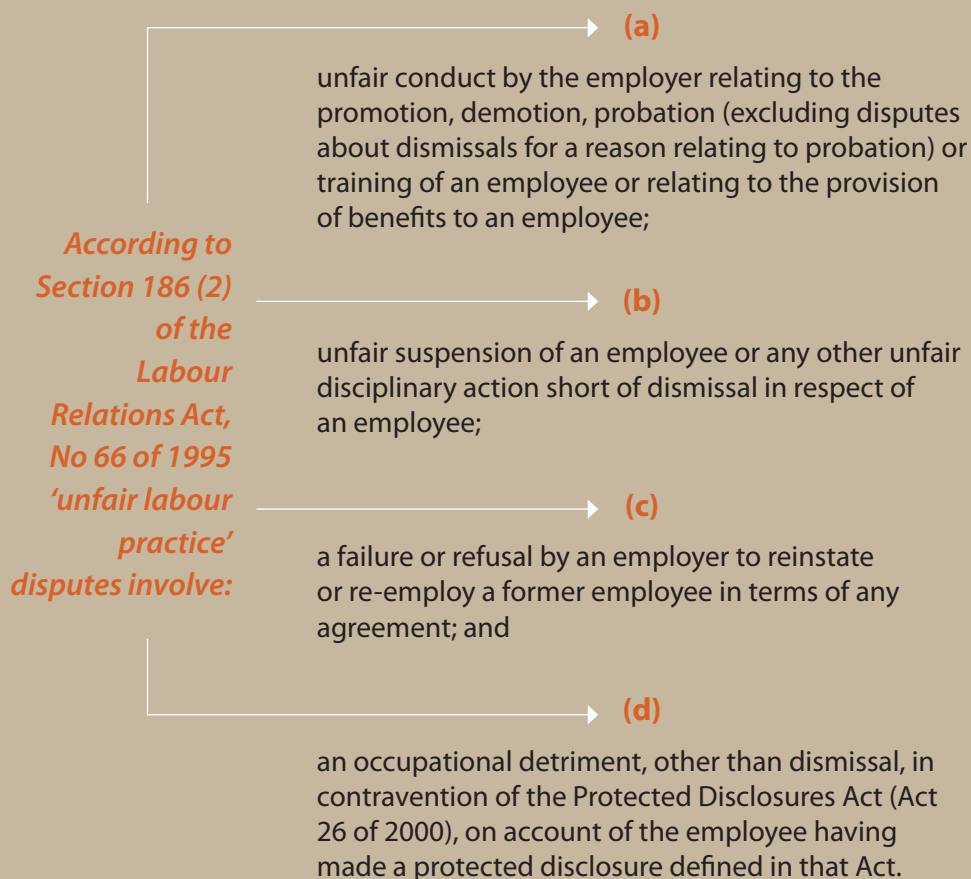 According to
Section 186 (2)
of the
Labour
Relations Act,
No 66 of 1995
‘unfair labour
practice’
disputes involve:
(a)
unfair conduct by the employer relating to the
promotion, demotion, probation (excluding disputes
about dismissals for a reason relating to probation) or
training of an employee or relating to the provision
of benefits to an employee;
(b)
unfair suspension of an employee or any other unfair
disciplinary action short of dismissal in respect of
an employee;
(c)
a failure or refusal by an employer to reinstate
or re-employ a former employee in terms of any
agreement; and
(d)
an occupational detriment, other than dismissal, in
contravention of the Protected Disclosures Act (Act
26 of 2000), on account of the employee having
made a protected disclosure defined in that Act.